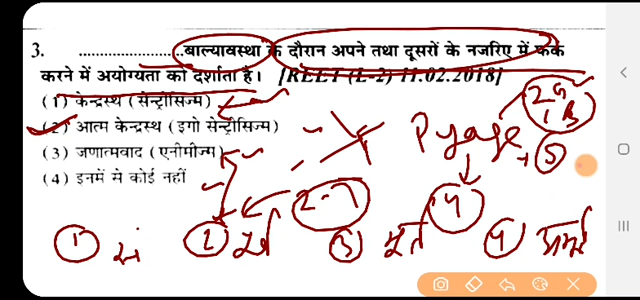 3. ........................बाल्यावस्था के दौरान अपने तथा दूसरों के नजरिए में फर्क
करने में अयोग्यता को दर्शाता है। [REET (L-2) 11.02.2018]
(1) केन्द्रस्थ (सेन्ट्रीसिज्म)
(2) आत्म केन्द्रस्थ (इगो सेन्ट्रीसिज्म)
(3) जणात्मवाद (एनीमीज्म)
(4) इनमें से कोई नहीं
2-7
4
5
1 2 3 मूर्त 4